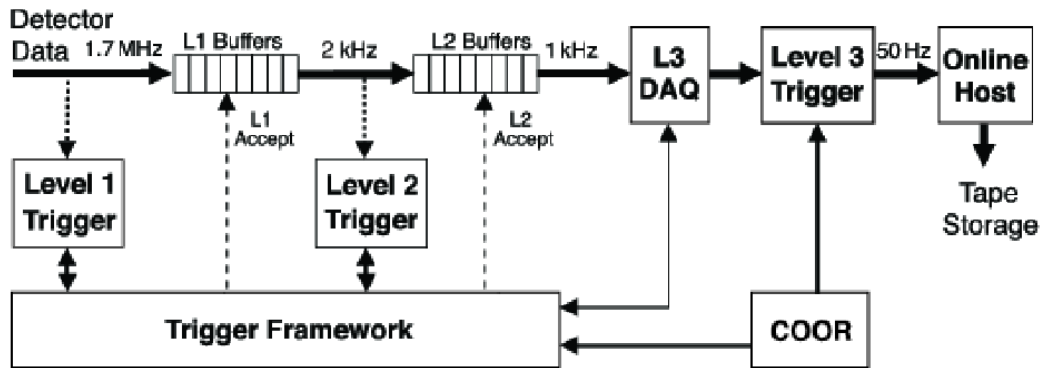 Detector
Data
1.7 MHz
L1 Buffers
2 kHz
L2 Buffers
1 kHz
L3
DAQ
Level 3
Trigger
50 Hz
Online
Host
L1
Accept
L2
Accept
Level 1
Trigger
Level 2
Trigger
Tape
Storage
Trigger Framework
COOR